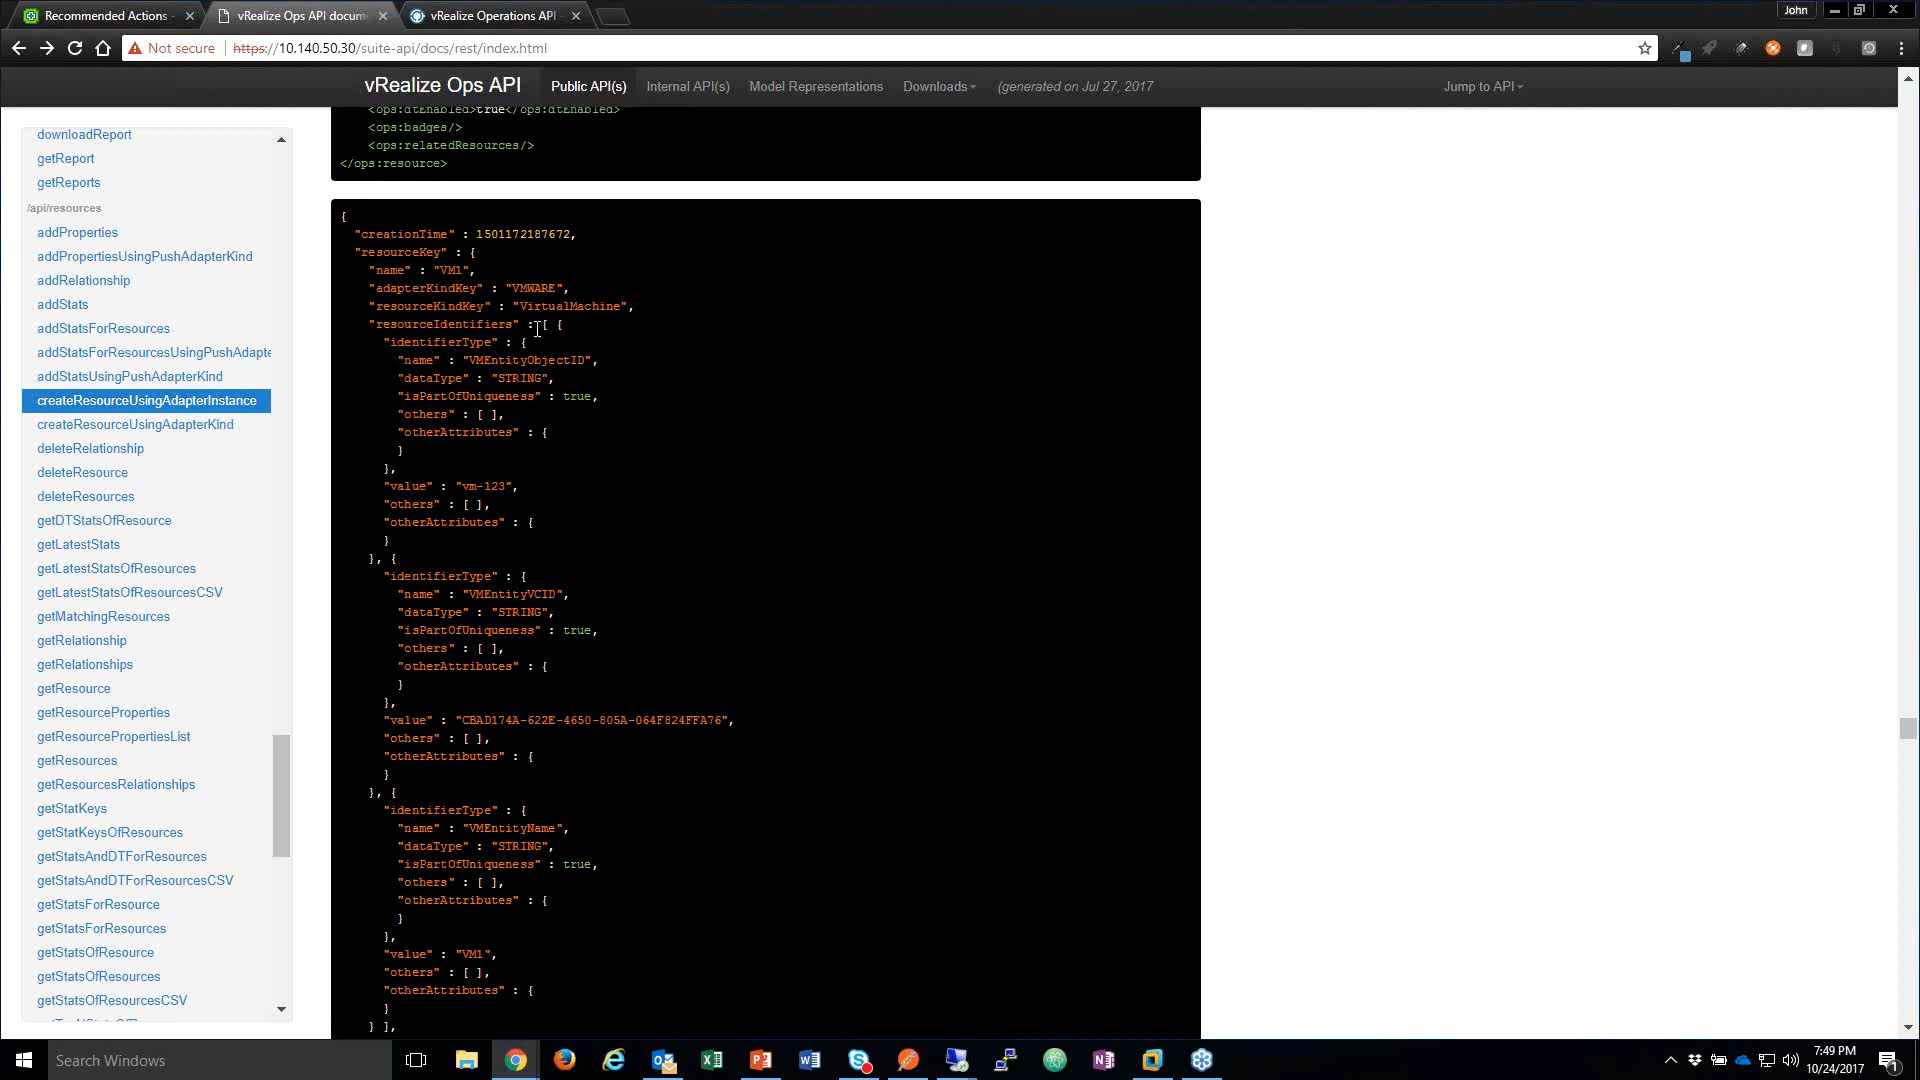 Recommended Actions
vRealize Ops API docum
vRealize Operations API
John
Not secure
https://10.140.50.30/suite-api/docs/rest/index.html
vRealize Ops API
Public API(s)
Internal API(s)
Model Representations
Downloads
(generated on Jul 27, 2017
Jump to API
downloadReport
getReport
getReports
/api/resources
addProperties
addPropertiesUsingPushAdapterKind
addRelationship
addStats
addStatsForResources
addStatsForResourcesUsingPushAdapte
addStatsUsingPushAdapterKind
createResourceUsingAdapterInstance
createResourceUsingAdapterKind
deleteRelationship
deleteResource
deleteResources
getDTStatsOfResource
getLatestStats
getLatestStatsOfResources
getLatestStatsOfResourcesCSV
getMatchingResources
getRelationship
getRelationships
getResource
getResourceProperties
getResourcePropertiesList
getResources
getResourcesRelationships
getStatKeys
getStatKeysOfResources
getStatsAndDTForResources
getStatsAndDTForResourcesCSV
getStatsForResource
getStatsForResources
getStatsOfResource
getStatsOfResources
getStatsOfResourcesCSV
<ops:dtEnabled>true</ops:dtEnabled>
<ops:badges/>
<ops:relatedResources/>
</ops:resource>
{
"creationTime" : 1501172187672,
"resourceKey" : {
"name" : "VM1",
"adapterKindKey" : "VMWARE",
"resourceKindKey" : "VirtualMachine",
"resourceIdentifiers" : [ {
"identifierType" : {
"name" : "VMEntityObjectID",
"dataType" : "STRING",
"isPartOfUniqueness" : true,
"others" : [ ],
"otherAttributes" : {
}
},
"value" : "vm-123",
"others" : [ ],
"otherAttributes" : {
}
}, {
"identifierType" : {
"name" : "VMEntityVCID",
"dataType" : "STRING",
"isPartOfUniqueness" : true,
"others" : [ ],
"otherAttributes" : {
}
},
"value" : "CBAD174A-622E-4650-805A-064F824FFA76",
"others" : [ ],
"otherAttributes" : {
}
}, {
"identifierType" : {
"name" : "VMEntityName",
"dataType" : "STRING",
"isPartOfUniqueness" : true,
"others" : [ ],
"otherAttributes" : {
}
},
"value" : "VM1",
"others" : [ ],
"otherAttributes" : {
}
} ],
Search Windows
7:49 PM
10/24/2017
1